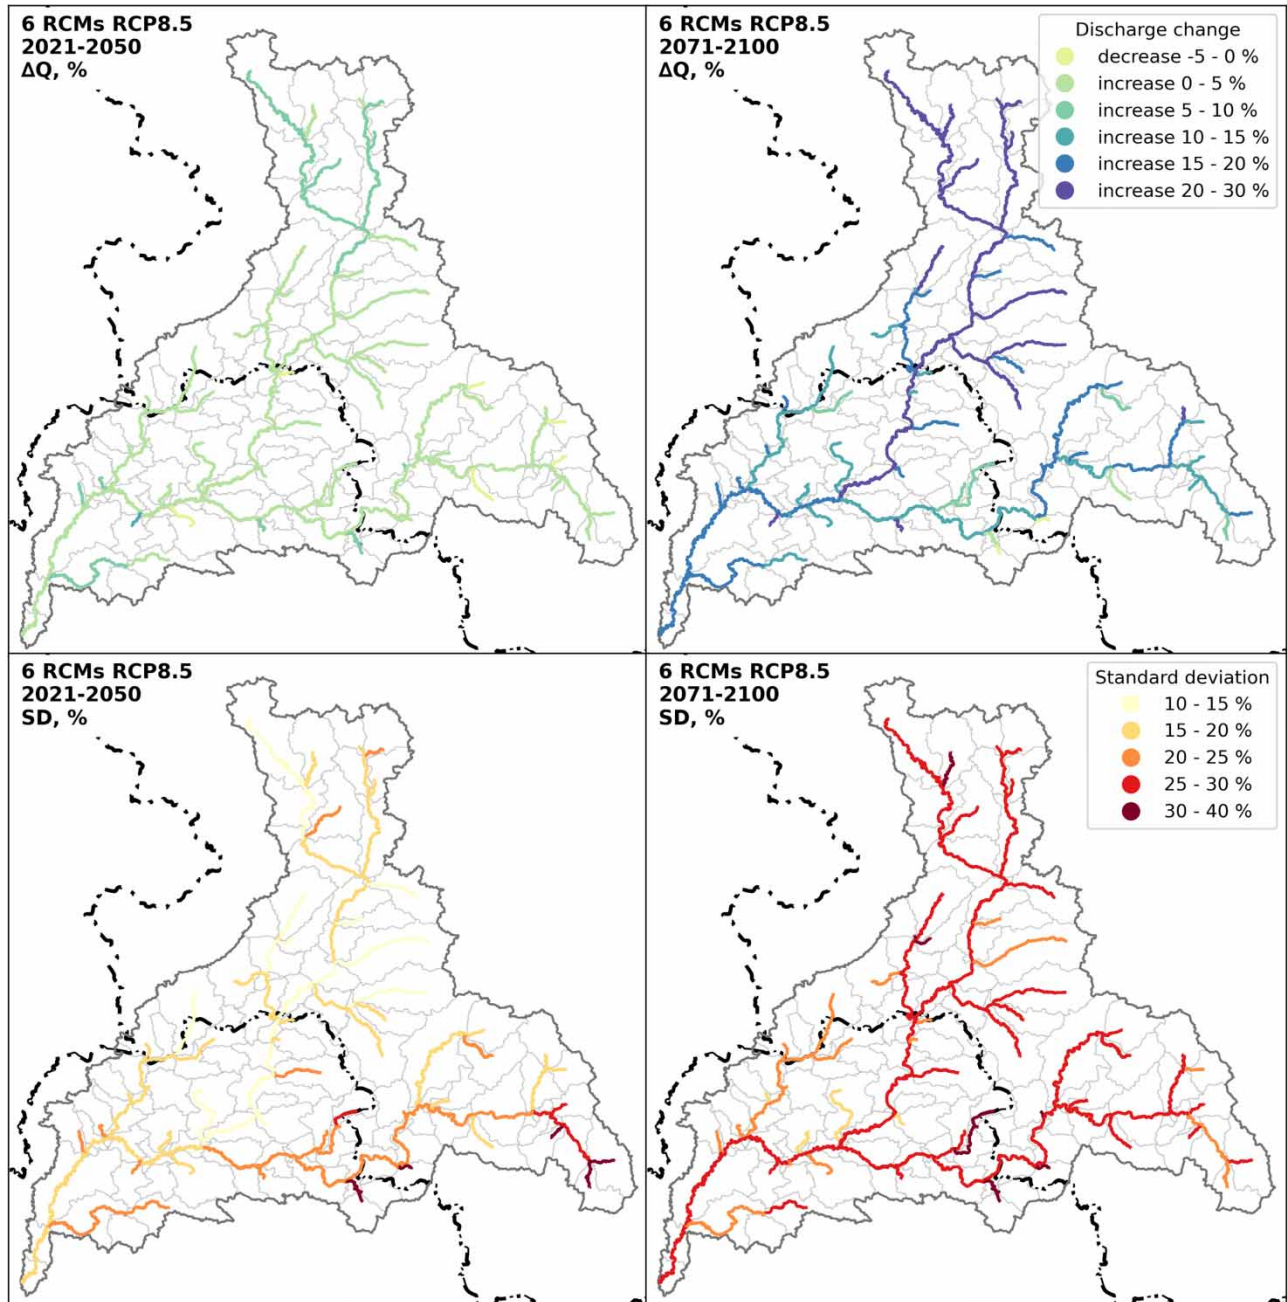 6 RCMs RCP8.5
2021-2050
ΔQ, %
6 RCMs RCP8.5
2071-2100
ΔQ, %
Discharge change
decrease -5 - 0 %
increase 0 - 5 %
increase 5 - 10 %
increase 10 - 15 %
increase 15 - 20 %
increase 20 - 30 %
6 RCMs RCP8.5
2021-2050
SD, %
6 RCMs RCP8.5
2071-2100
SD, %
Standard deviation
10 - 15 %
15 - 20 %
20 - 25 %
25 - 30 %
30 - 40 %